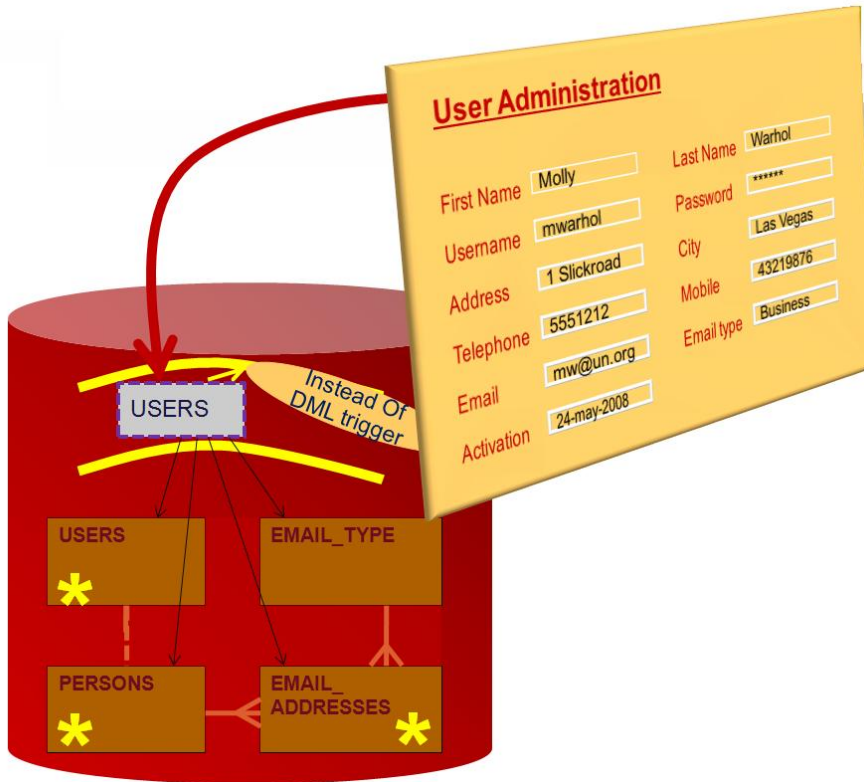 User Administration
First Name Molly
Last Name Warhol
Username mwarhol
Password ******
Address 1 Slickroad
City Las Vegas
Telephone 5551212
Mobile 43219876
Email mw@un.org
Email type Business
Activation 24-may-2008
USERS
Instead Of
DML trigger
USERS
*
EMAIL_TYPE
PERSONS
*
EMAIL_
ADDRESSES
*